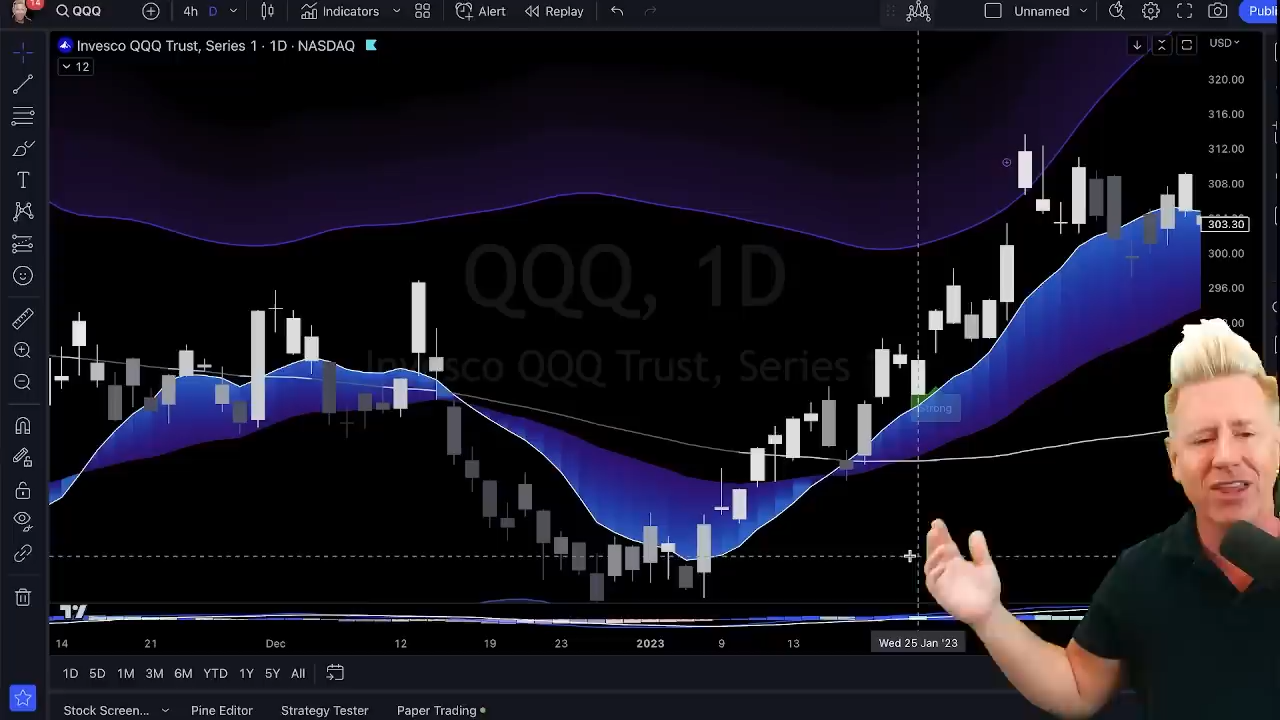 14
QQQ
4h
D
Indicators
Alert
Replay
Unnamed
Publi
Invesco QQQ Trust, Series 1 · 1D · NASDAQ
USD
12
320.00
316.00
312.00
308.00
303.30
300.00
296.00
QQQ, 1D
Invesco QQQ Trust, Series
Strong
14
21
Dec
12
19
23
2023
9
13
Wed 25 Jan '23
1D
5D
1M
3M
6M
YTD
1Y
5Y
All
Stock Screen...
Pine Editor
Strategy Tester
Paper Trading